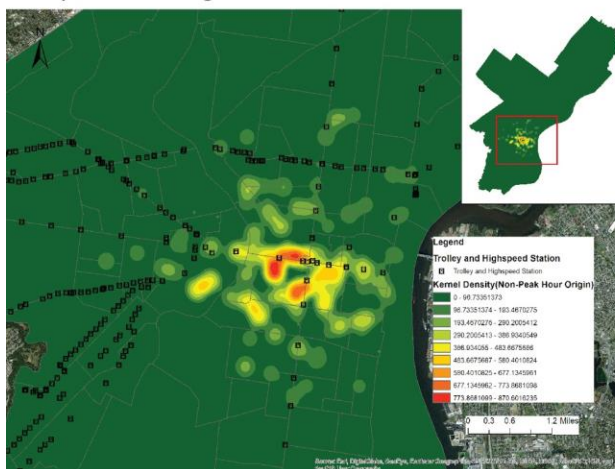 Legend
Trolley and Highspeed Station
Trolley and Highspeed Station
Kernel Density(Non-Peak Hour Origin)
0 - 96.73351373
96.73351374 - 193.4670275
193.4670276 - 290.2005412
290.2005413 - 386.9340549
386.934055 - 483.6675686
483.6675687 - 580.4010824
580.4010825 - 677.1345961
677.1345962 - 773.8681098
773.8681099 - 870.6016235
0 0.3 0.6 1.2 Miles